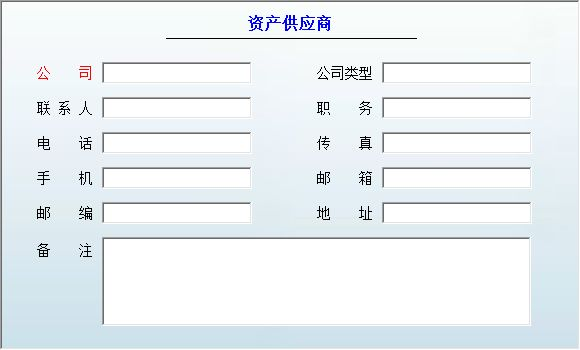 资产供应商
公司 公司类型
联系人 职务
电话 传真
手机 邮箱
邮编 地址
备注